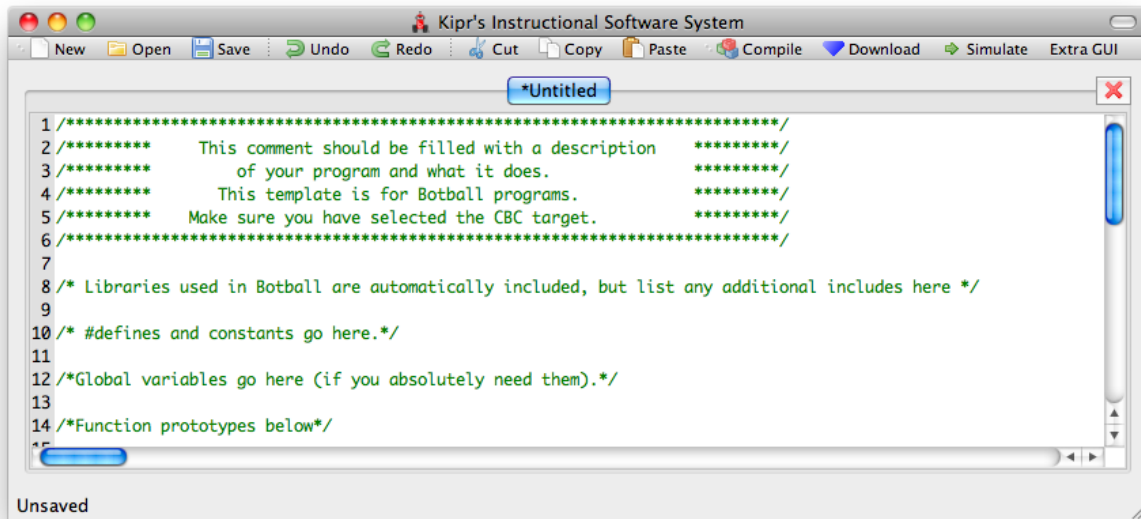 Kipr's Instructional Software System
New Open Save Undo Redo Cut Copy Paste Compile Download Simulate Extra GUI
*Untitled
1 /***************************************************************************/
2 /********* This comment should be filled with a description *********/
3 /********* of your program and what it does. *********/
4 /********* This template is for Botball programs. *********/
5 /********* Make sure you have selected the CBC target. *********/
6 /***************************************************************************/
7
8 /* Libraries used in Botball are automatically included, but list any additional includes here */
9
10 /* #defines and constants go here.*/
11
12 /*Global variables go here (if you absolutely need them).*/
13
14 /*Function prototypes below*/
Unsaved